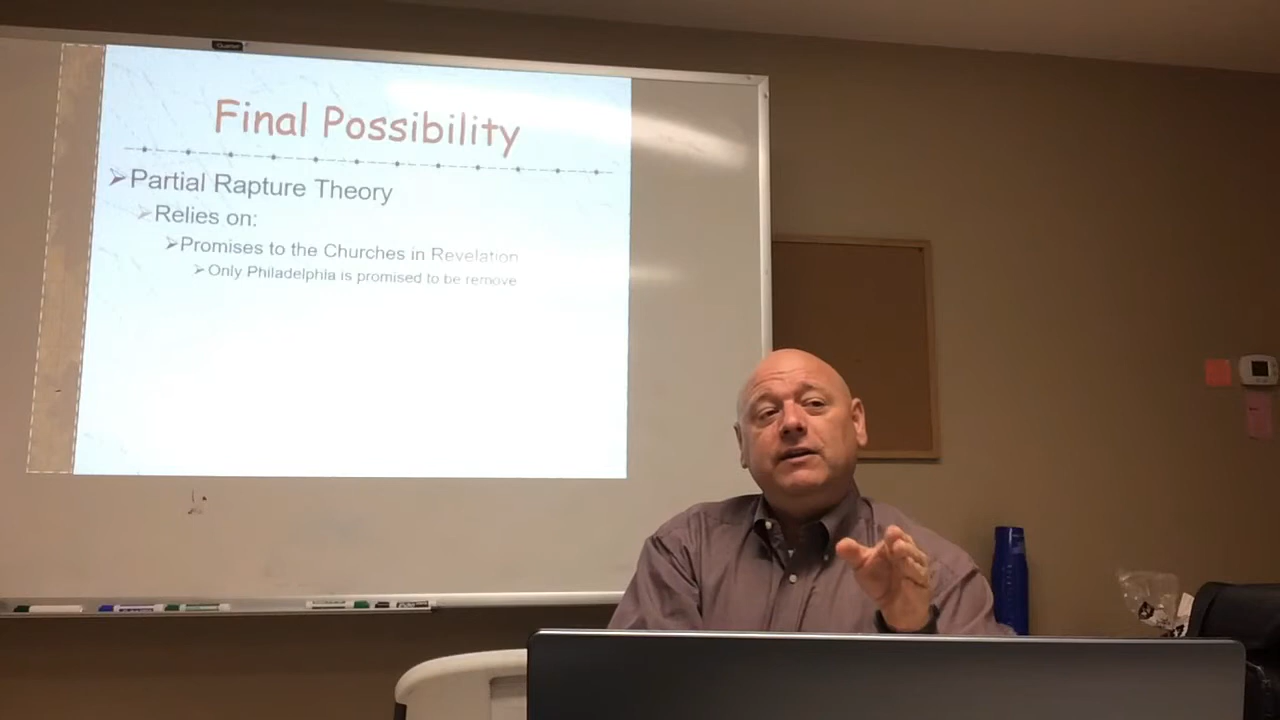 Quartet
Final Possibility
Partial Rapture Theory
Relies on:
Promises to the Churches in Revelation
Only Philadelphia is promised to be remove